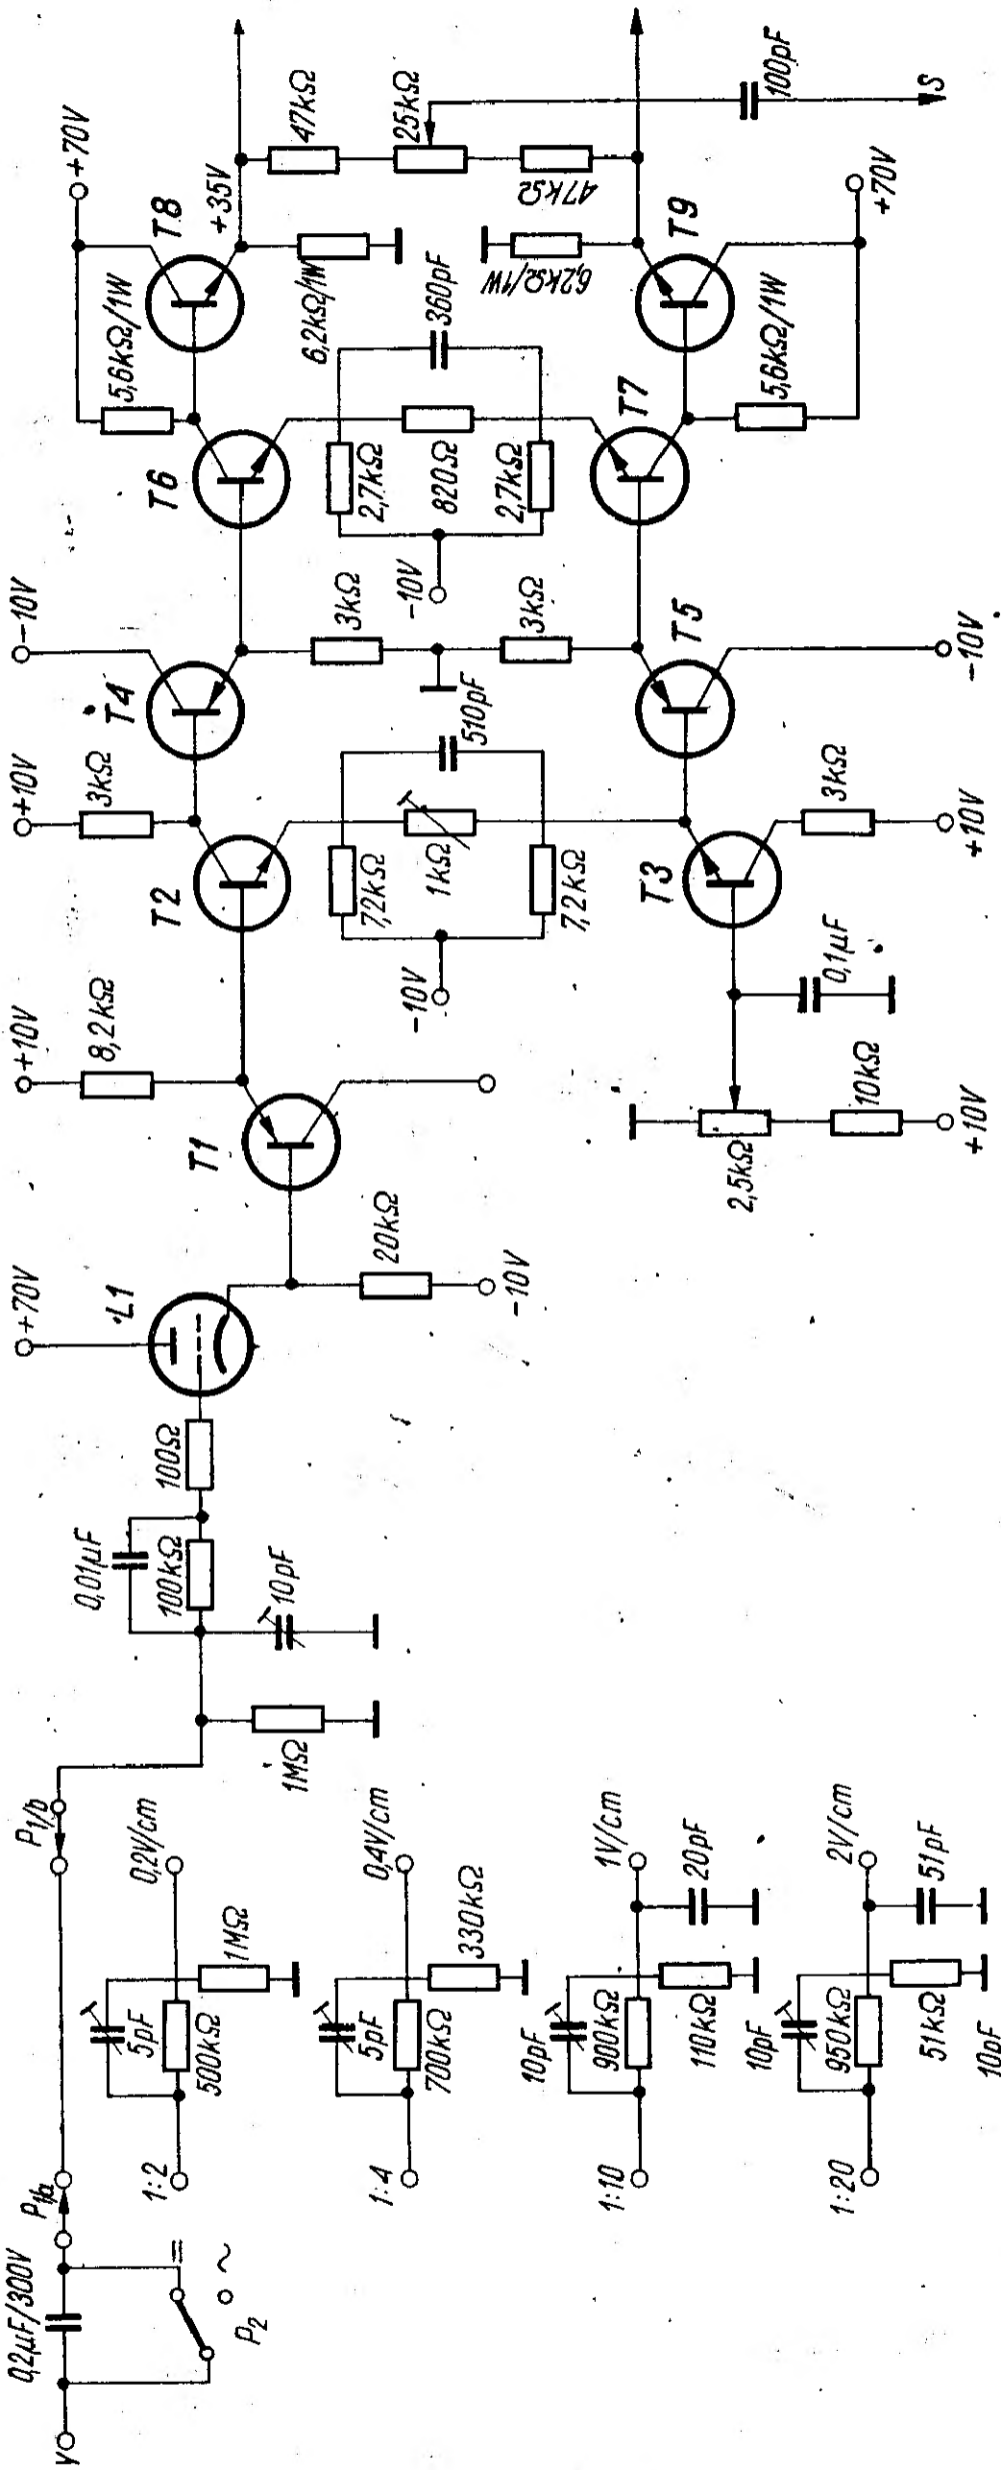 Y
0,2µF/300V
P2
=
~
P1/a
P1/b
1:2
5pF
500kΩ
1MΩ
0,2V/cm
1:4
5pF
700kΩ
330kΩ
0,4V/cm
1:10
10pF
900kΩ
110kΩ
20pF
1V/cm
1:20
10pF
950kΩ
51kΩ
51pF
2V/cm
10pF
1MΩ
10pF
0,01µF
100kΩ
100Ω
L1
+70V
20kΩ
-10V
T1
+10V
8,2kΩ
2,5kΩ
10kΩ
+10V
0,1µF
T2
+10V
3kΩ
-10V
7,2kΩ
1kΩ
7,2kΩ
510pF
T3
3kΩ
+10V
T4
-10V
3kΩ
3kΩ
T5
-10V
T6
5,6kΩ/1W
-10V
2,7kΩ
820Ω
2,7kΩ
360pF
T7
5,6kΩ/1W
T8
+70V
+35V
6,2kΩ/1W
6,2kΩ/1W
T9
+70V
47kΩ
25kΩ
47kΩ
100pF
S